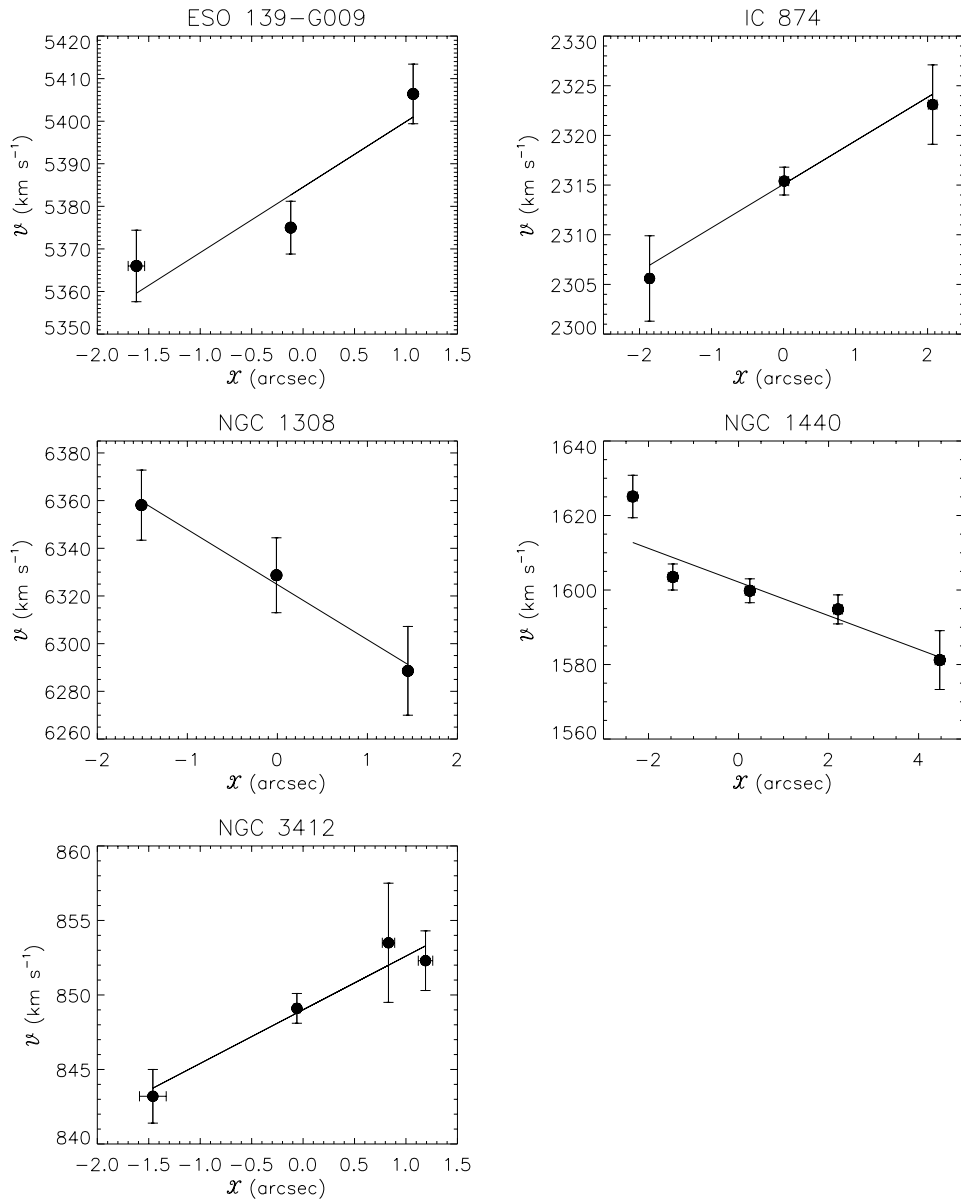 ESO 139-G009
5420
5410
5400
5390
5380
5370
5360
5350
v (km s⁻¹)
-2.0 -1.5 -1.0 -0.5 0.0 0.5 1.0 1.5
x (arcsec)
IC 874
2330
2325
2320
2315
2310
2305
2300
v (km s⁻¹)
-2 -1 0 1 2
x (arcsec)
NGC 1308
6380
6360
6340
6320
6300
6280
6260
v (km s⁻¹)
-2 -1 0 1 2
x (arcsec)
NGC 1440
1640
1620
1600
1580
1560
v (km s⁻¹)
-2 0 2 4
x (arcsec)
NGC 3412
860
855
850
845
840
v (km s⁻¹)
-2.0 -1.5 -1.0 -0.5 0.0 0.5 1.0 1.5
x (arcsec)